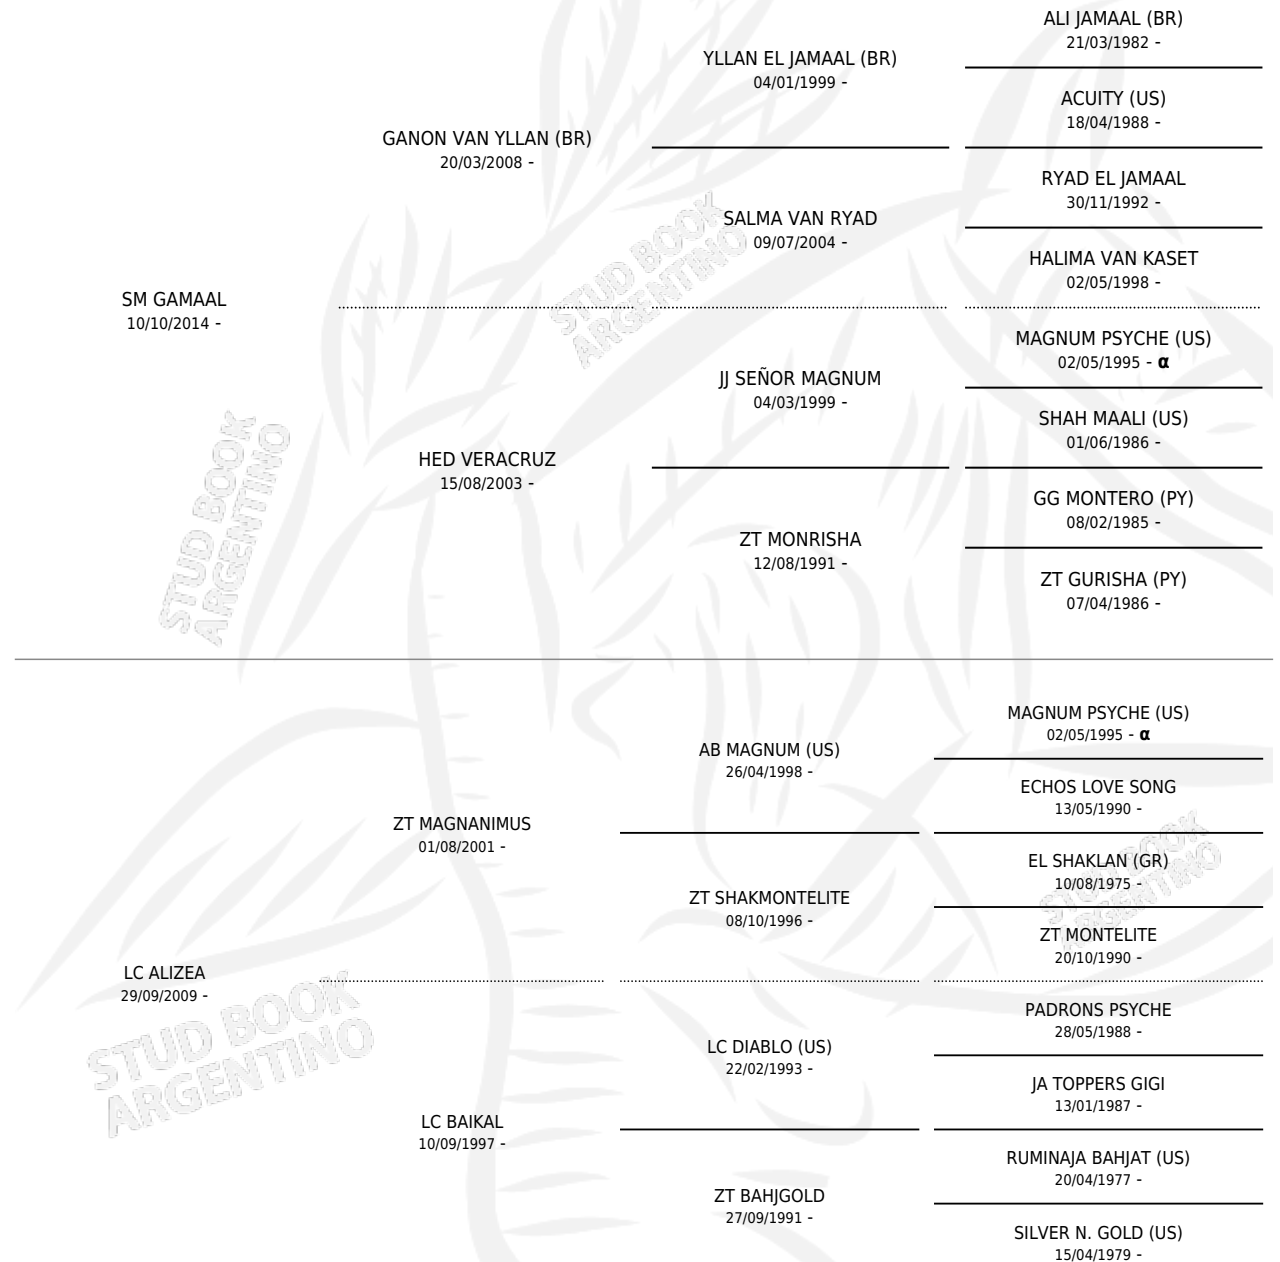 ALI JAMAAL (BR)
21/03/1982 -
YLLAN EL JAMAAL (BR)
04/01/1999 -
ACUITY (US)
18/04/1988 -
GANON VAN YLLAN (BR)
20/03/2008 -
RYAD EL JAMAAL
30/11/1992 -
SALMA VAN RYAD
09/07/2004 -
HALIMA VAN KASET
02/05/1998 -
SM GAMAAL
10/10/2014 -
MAGNUM PSYCHE (US)
02/05/1995 - α
JJ SEÑOR MAGNUM
04/03/1999 -
SHAH MAALI (US)
01/06/1986 -
HED VERACRUZ
15/08/2003 -
GG MONTERO (PY)
08/02/1985 -
ZT MONRISHA
12/08/1991 -
ZT GURISHA (PY)
07/04/1986 -
MAGNUM PSYCHE (US)
02/05/1995 - α
AB MAGNUM (US)
26/04/1998 -
ECHOS LOVE SONG
13/05/1990 -
ZT MAGNANIMUS
01/08/2001 -
EL SHAKLAN (GR)
10/08/1975 -
ZT SHAKMONTELITE
08/10/1996 -
ZT MONTELITE
20/10/1990 -
LC ALIZEA
29/09/2009 -
PADRONS PSYCHE
28/05/1988 -
LC DIABLO (US)
22/02/1993 -
JA TOPPERS GIGI
13/01/1987 -
LC BAIKAL
10/09/1997 -
RUMINAJA BAHJAT (US)
20/04/1977 -
ZT BAHJGOLD
27/09/1991 -
SILVER N. GOLD (US)
15/04/1979 -
STUD BOOK
ARGENTINO
STUD BOOK
ARGENTINO
STUD BOOK
ARGENTINO
STUD BOOK
ARGENTINO